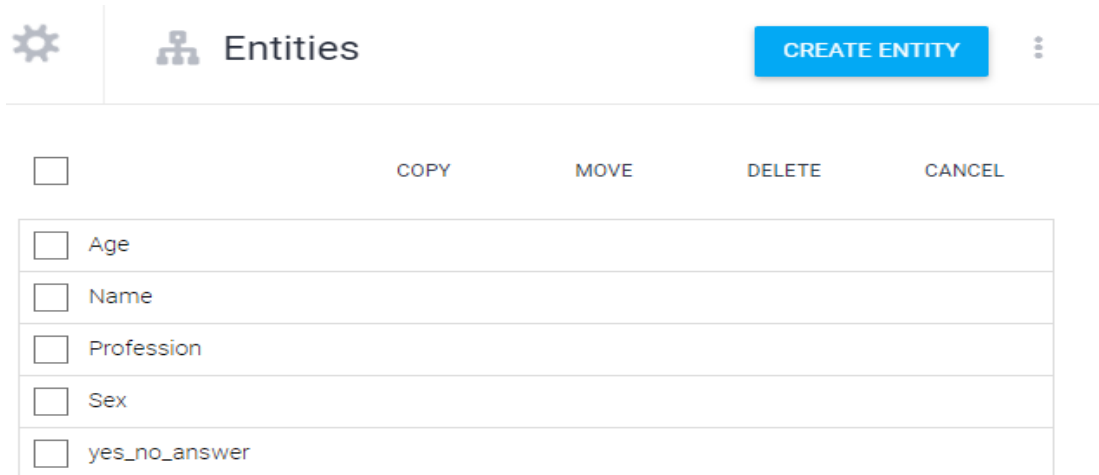 Entities CREATE ENTITY
COPY MOVE DELETE CANCEL
Age
Name
Profession
Sex
yes_no_answer